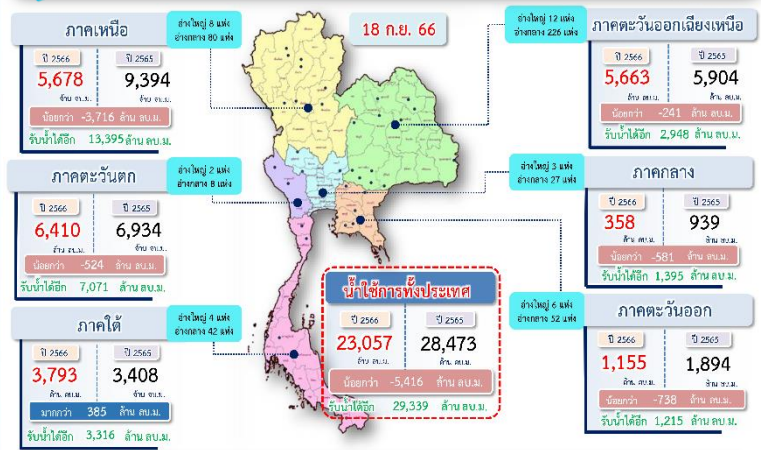 18 ก.ย. 66
ภาคเหนือ
อ่างใหญ่ 8 แห่ง
อ่างกลาง 80 แห่ง
ปี 2566 ปี 2565
5,678 9,394
ล้าน ลบ.ม. ล้าน ลบ.ม.
น้อยกว่า -3,716 ล้าน ลบ.ม.
รับน้ำได้อีก 13,395 ล้าน ลบ.ม.
ภาคตะวันออกเฉียงเหนือ
อ่างใหญ่ 12 แห่ง
อ่างกลาง 226 แห่ง
ปี 2566 ปี 2565
5,663 5,904
ล้าน ลบ.ม. ล้าน ลบ.ม.
น้อยกว่า -241 ล้าน ลบ.ม.
รับน้ำได้อีก 2,948 ล้าน ลบ.ม.
ภาคตะวันตก
อ่างใหญ่ 2 แห่ง
อ่างกลาง 8 แห่ง
ปี 2566 ปี 2565
6,410 6,934
ล้าน ลบ.ม. ล้าน ลบ.ม.
น้อยกว่า -524 ล้าน ลบ.ม.
รับน้ำได้อีก 7,071 ล้าน ลบ.ม.
ภาคกลาง
อ่างใหญ่ 3 แห่ง
อ่างกลาง 27 แห่ง
ปี 2566 ปี 2565
358 939
ล้าน ลบ.ม. ล้าน ลบ.ม.
น้อยกว่า -581 ล้าน ลบ.ม.
รับน้ำได้อีก 1,395 ล้าน ลบ.ม.
ภาคใต้
อ่างใหญ่ 4 แห่ง
อ่างกลาง 42 แห่ง
ปี 2566 ปี 2565
3,793 3,408
ล้าน ลบ.ม. ล้าน ลบ.ม.
มากกว่า 385 ล้าน ลบ.ม.
รับน้ำได้อีก 3,316 ล้าน ลบ.ม.
น้ำใช้การทั้งประเทศ
ปี 2566 ปี 2565
23,057 28,473
ล้าน ลบ.ม. ล้าน ลบ.ม.
น้อยกว่า -5,416 ล้าน ลบ.ม.
รับน้ำได้อีก 29,339 ล้าน ลบ.ม.
ภาคตะวันออก
อ่างใหญ่ 6 แห่ง
อ่างกลาง 52 แห่ง
ปี 2566 ปี 2565
1,155 1,894
ล้าน ลบ.ม. ล้าน ลบ.ม.
น้อยกว่า -738 ล้าน ลบ.ม.
รับน้ำได้อีก 1,215 ล้าน ลบ.ม.